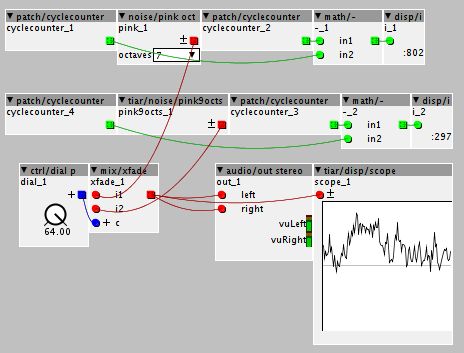 patch/cyclecounter noise/pink oct patch/cyclecounter math/- disp/i
cyclecounter_1 pink_1 cyclecounter_2 -_1 i_1
± in1
octaves 7 in2 :802
patch/cyclecounter tiar/noise/pink9octs patch/cyclecounter math/- disp/i
cyclecounter_4 pink9octs_1 cyclecounter_3 -_2 i_2
± in1
in2 :297
ctrl/dial p mix/xfade audio/out stereo tiar/disp/scope
dial_1 xfade_1 out_1 scope_1
+ i1 left ±
i2 right
64.00 + c vuLeft
vuRight